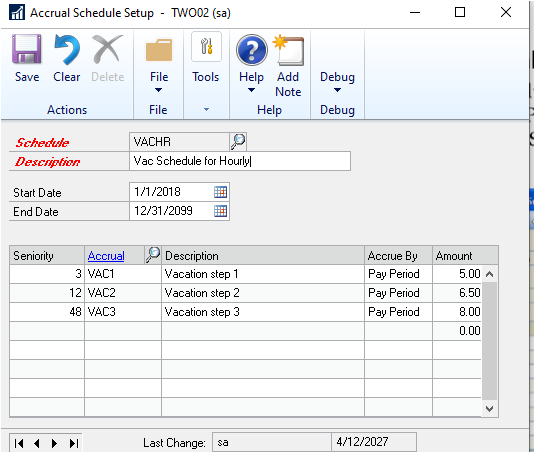 Accrual Schedule Setup - TWO02 (sa)
Save Clear Delete File Tools Help Add Note Debug
Actions File Help Debug
Schedule VACHR
Description Vac Schedule for Hourly
Start Date 1/1/2018
End Date 12/31/2099
Seniority Accrual Description Accrue By Amount
3 VAC1 Vacation step 1 Pay Period 5.00
12 VAC2 Vacation step 2 Pay Period 6.50
48 VAC3 Vacation step 3 Pay Period 8.00
0.00
Last Change: sa 4/12/2027